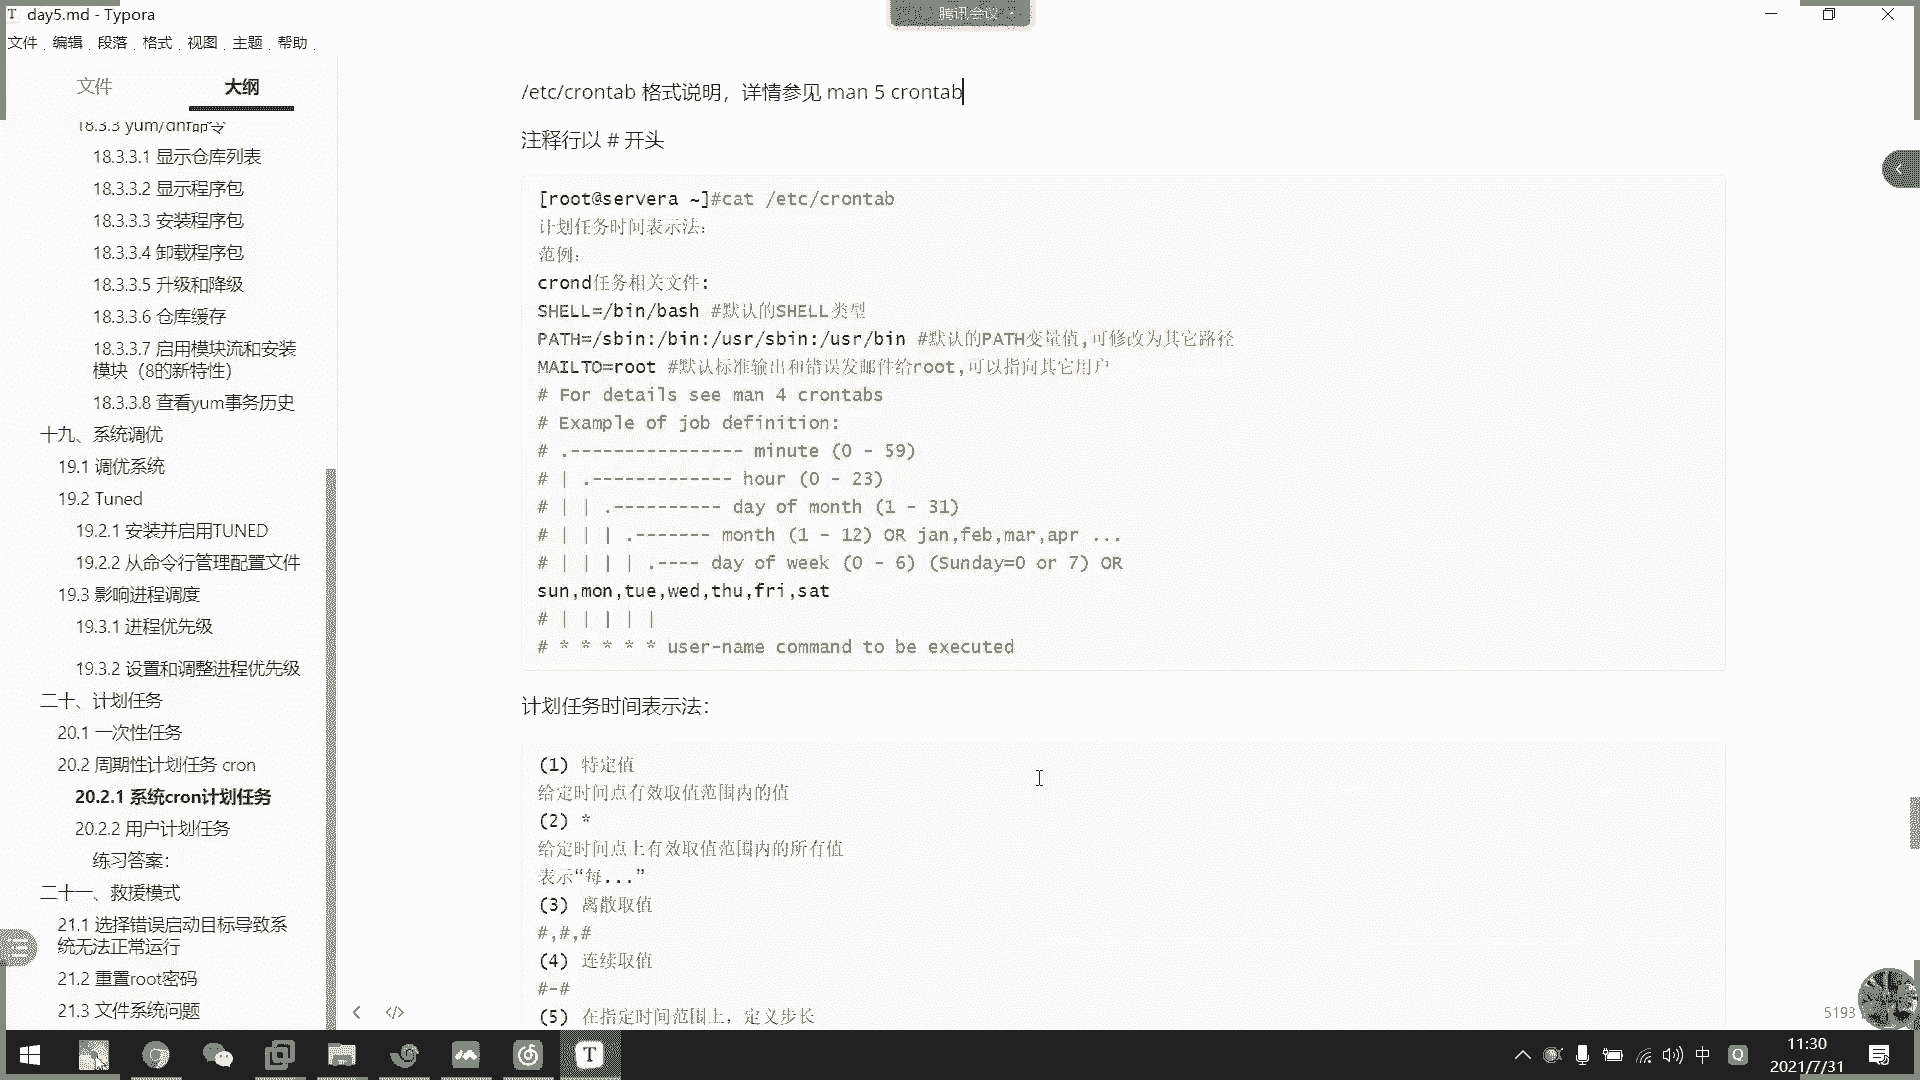 day5.md - Typora
腾讯会议
文件 编辑 段落 格式 视图 主题 帮助
文件 大纲
18.3.3 yum/dnf命令
18.3.3.1 显示仓库列表
18.3.3.2 显示程序包
18.3.3.3 安装程序包
18.3.3.4 卸载程序包
18.3.3.5 升级和降级
18.3.3.6 仓库缓存
18.3.3.7 启用模块流和安装
模块（8的新特性）
18.3.3.8 查看yum事务历史
十九、系统调优
19.1 调优系统
19.2 Tuned
19.2.1 安装并启用TUNED
19.2.2 从命令行管理配置文件
19.3 影响进程调度
19.3.1 进程优先级
19.3.2 设置和调整进程优先级
二十、计划任务
20.1 一次性任务
20.2 周期性计划任务 cron
20.2.1 系统cron计划任务
20.2.2 用户计划任务
练习答案：
二十一、救援模式
21.1 选择错误启动目标导致系
统无法正常运行
21.2 重置root密码
21.3 文件系统问题
/etc/crontab 格式说明，详情参见 man 5 crontab
注释行以 # 开头
[root@servera ~]#cat /etc/crontab
计划任务时间表示法：
范例：
crond任务相关文件:
SHELL=/bin/bash #默认的SHELL类型
PATH=/sbin:/bin:/usr/sbin:/usr/bin #默认的PATH变量值,可修改为其它路径
MAILTO=root #默认标准输出和错误发邮件给root,可以指向其它用户
# For details see man 4 crontabs
# Example of job definition:
# .---------------- minute (0 - 59)
# | .------------- hour (0 - 23)
# | | .---------- day of month (1 - 31)
# | | | .------- month (1 - 12) OR jan,feb,mar,apr ...
# | | | | .---- day of week (0 - 6) (Sunday=0 or 7) OR
sun,mon,tue,wed,thu,fri,sat
# | | | | |
# * * * * * user-name command to be executed
计划任务时间表示法：
(1) 特定值
给定时间点有效取值范围内的值
(2) *
给定时间点上有效取值范围内的所有值
表示“每...”
(3) 离散取值
#,#,#
(4) 连续取值
#-#
(5) 在指定时间范围上，定义步长
5193
中
11:30
2021/7/31